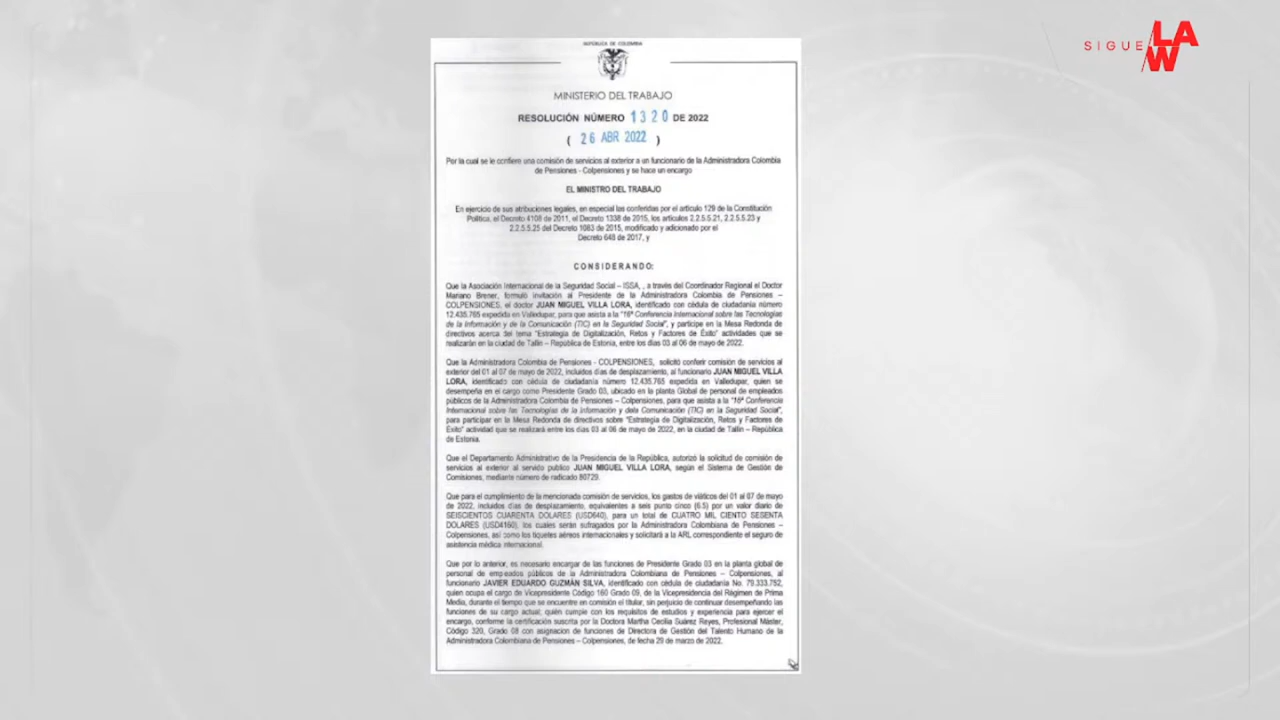 SIGUE LA W
REPÚBLICA DE COLOMBIA
MINISTERIO DEL TRABAJO
RESOLUCIÓN NÚMERO 1320 DE 2022
( 26 ABR 2022 )
Por la cual se le confiere una comisión de servicios al exterior a un funcionario de la Administradora Colombia
de Pensiones - Colpensiones y se hace un encargo
EL MINISTRO DEL TRABAJO
En ejercicio de sus atribuciones legales, en especial las conferidas por el artículo 129 de la Constitución
Política, el Decreto 4108 de 2011, el Decreto 1338 de 2015, los artículos 2.2.5.5.21, 2.2.5.5.23 y
2.2.5.5.25 del Decreto 1083 de 2015, modificado y adicionado por el
Decreto 648 de 2017, y
CONSIDERANDO:
Que la Asociación Internacional de la Seguridad Social – ISSA, , a través del Coordinador Regional el Doctor
Mariano Brener, formuló invitación al Presidente de la Administradora Colombia de Pensiones –
COLPENSIONES, el doctor JUAN MIGUEL VILLA LORA, identificado con cédula de ciudadanía número
12.435.765 expedida en Valledupar, para que asista a la "16ª Conferencia Internacional sobre las Tecnologías
de la Información y de la Comunicación (TIC) en la Seguridad Social", y participe en la Mesa Redonda de
directivos acerca del tema "Estrategia de Digitalización, Retos y Factores de Éxito" actividades que se
realizarán en la ciudad de Tallin – República de Estonia, entre los días 03 al 06 de mayo de 2022.
Que la Administradora Colombia de Pensiones - COLPENSIONES, solicitó conferir comisión de servicios al
exterior del 01 al 07 de mayo de 2022, incluidos días de desplazamiento, al funcionario JUAN MIGUEL VILLA
LORA, identificado con cédula de ciudadanía número 12.435.765 expedida en Valledupar, quien se
desempeña en el cargo como Presidente Grado 03, ubicado en la planta Global de personal de empleados
públicos de la Administradora Colombia de Pensiones – Colpensiones, para que asista a la "16ª Conferencia
Internacional sobre las Tecnologías de la Información y dela Comunicación (TIC) en la Seguridad Social",
para participar en la Mesa Redonda de directivos sobre "Estrategia de Digitalización, Retos y Factores de
Éxito" actividad que se realizará entre los días 03 al 06 de mayo de 2022, en la ciudad de Tallin – República
de Estonia.
Que el Departamento Administrativo de la Presidencia de la República, autorizó la solicitud de comisión de
servicios al exterior al servido publico JUAN MIGUEL VILLA LORA, según el Sistema de Gestión de
Comisiones, mediante número de radicado 80729.
Que para el cumplimiento de la mencionada comisión de servicios, los gastos de viáticos del 01 al 07 de mayo
de 2022, incluidos días de desplazamiento, equivalentes a seis punto cinco (6.5) por un valor diario de
SEISCIENTOS CUARENTA DOLARES (USD640), para un total de CUATRO MIL CIENTO SESENTA
DOLARES (USD4160), los cuales serán sufragados por la Administradora Colombiana de Pensiones –
Colpensiones, así como los tiquetes aéreos internacionales y solicitará a la ARL correspondiente el seguro de
asistencia médica internacional.
Que por lo anterior, es necesario encargar de las funciones de Presidente Grado 03 en la planta global de
personal de empleados públicos de la Administradora Colombiana de Pensiones – Colpensiones, al
funcionario JAVIER EDUARDO GUZMÁN SILVA, identificado con cédula de ciudadanía No. 79.333.752,
quien ocupa el cargo de Vicepresidente Código 160 Grado 09, de la Vicepresidencia del Régimen de Prima
Media, durante el tiempo que se encuentre en comisión el titular, sin perjuicio de continuar desempeñando las
funciones de su cargo actual; quién cumple con los requisitos de estudios y experiencia para ejercer el
encargo, conforme la certificación suscrita por la Doctora Martha Cecilia Suárez Reyes, Profesional Máster,
Código 320, Grado 08 con asignacion de funciones de Directora de Gestión del Talento Humano de la
Administradora Colombiana de Pensiones – Colpensiones, de fecha 29 de marzo de 2022.